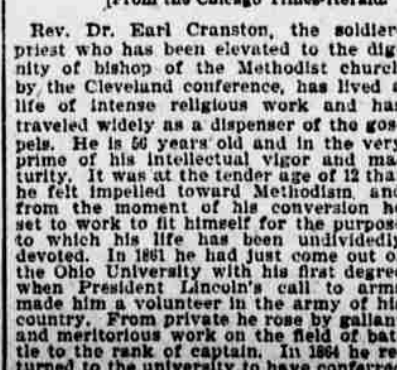 [From the Chicago Times-Herald.
Rev. Dr. Earl Cranston, the soldier
priest who has been elevated to the dig-
nity of bishop of the Methodist church
by the Cleveland conference, has lived a
life of intense religious work and has
traveled widely as a dispenser of the gos-
pels. He is 56 years old and in the very
prime of his intellectual vigor and ma-
turity. It was at the tender age of 12 that
he felt impelled toward Methodism, and
from the moment of his conversion he
set to work to fit himself for the purpose
to which his life has been undividedly
devoted. In 1861 he had just come out of
the Ohio University with his first degree
when President Lincoln's call to arms
made him a volunteer in the army of his
country. From private he rose by gallant
and meritorious work on the field of bat-
tle to the rank of captain. In 1864 he re-
turned to the university to have conferred